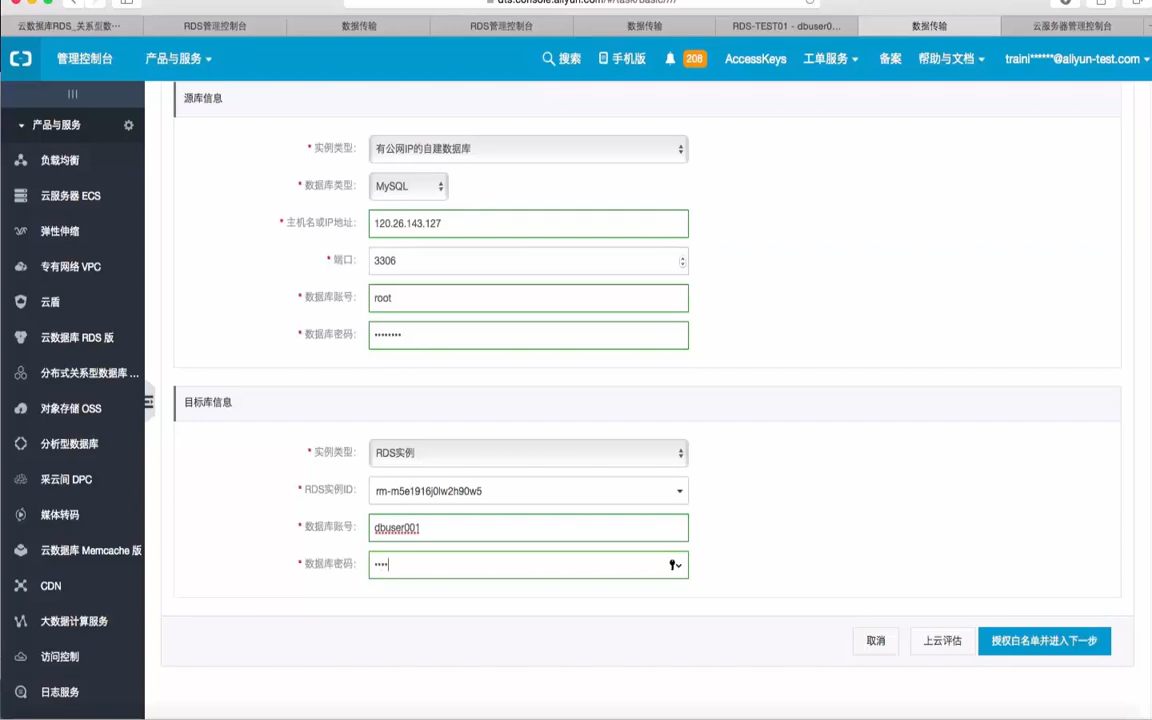 dts.console.aliyun.com/#/task/basic///
云数据库RDS_关系型数…
RDS管理控制台
数据传输
RDS管理控制台
数据传输
RDS-TEST01 - dbuser0...
数据传输
云服务器管理控制台
管理控制台
产品与服务
搜索
手机版
208
AccessKeys
工单服务
备案
帮助与文档
traini******@aliyun-test.com
产品与服务
负载均衡
云服务器 ECS
弹性伸缩
专有网络 VPC
云盾
云数据库 RDS 版
分布式关系型数据库 ...
对象存储 OSS
分析型数据库
采云间 DPC
媒体转码
云数据库 Memcache 版
CDN
大数据计算服务
访问控制
日志服务
源库信息
* 实例类型: 有公网IP的自建数据库
* 数据库类型: MySQL
* 主机名或IP地址: 120.26.143.127
* 端口: 3306
* 数据库账号: root
* 数据库密码: ••••••••
目标库信息
* 实例类型: RDS实例
* RDS实例ID: rm-m5e1916j0lw2h90w5
* 数据库账号: dbuser001
* 数据库密码: ••••
取消
上云评估
授权白名单并进入下一步